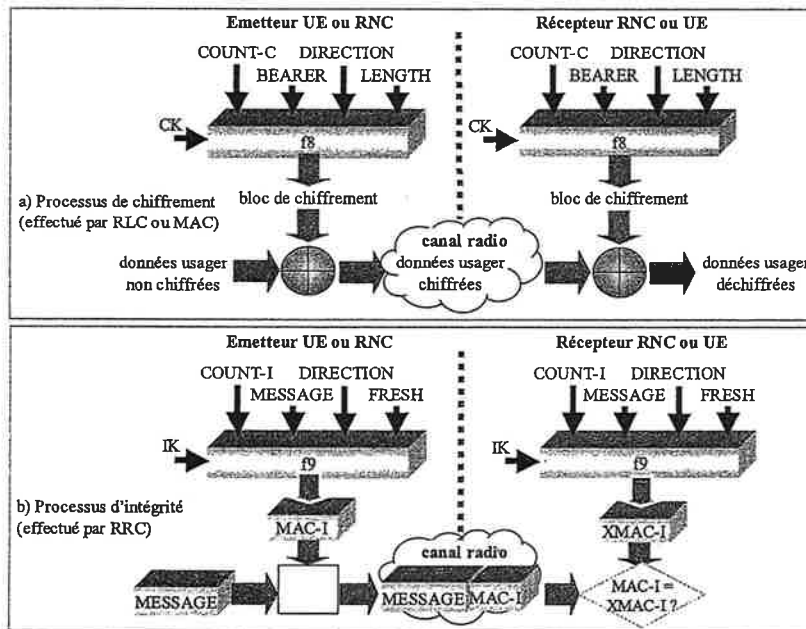 Emetteur UE ou RNC
Récepteur RNC ou UE
COUNT-C DIRECTION
COUNT-C DIRECTION
BEARER LENGTH
BEARER LENGTH
CK
f8
CK
f8
a) Processus de chiffrement
(effectué par RLC ou MAC)
bloc de chiffrement
bloc de chiffrement
canal radio
données usager
non chiffrées
données usager
chiffrées
données usager
déchiffrées
Emetteur UE ou RNC
Récepteur RNC ou UE
COUNT-I DIRECTION
COUNT-I DIRECTION
MESSAGE FRESH
MESSAGE FRESH
IK
f9
IK
f9
b) Processus d'intégrité
(effectué par RRC)
MAC-I
XMAC-I
canal radio
MESSAGE
MESSAGE MAC-I
MAC-I =
XMAC-I?